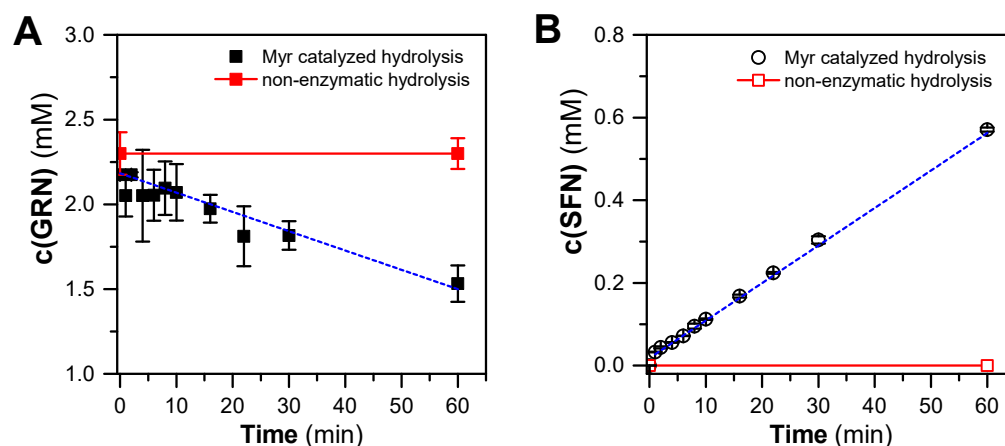 A
3.0
2.5
2.0
1.5
1.0
c(GRN) (mM)
Myr catalyzed hydrolysis
non-enzymatic hydrolysis
0 10 20 30 40 50 60
Time (min)
B
0.8
0.6
0.4
0.2
0.0
c(SFN) (mM)
Myr catalyzed hydrolysis
non-enzymatic hydrolysis
0 10 20 30 40 50 60
Time (min)